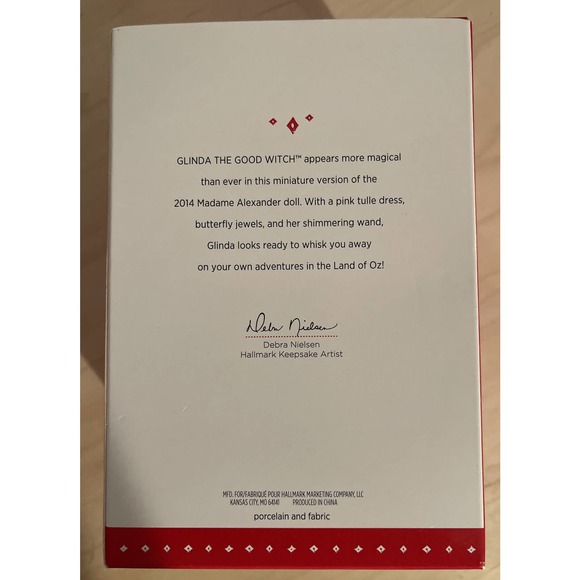 GLINDA THE GOOD WITCH™ appears more magical
than ever in this miniature version of the
2014 Madame Alexander doll. With a pink tulle dress,
butterfly jewels, and her shimmering wand,
Glinda looks ready to whisk you away
on your own adventures in the Land of Oz!
Debra Nielsen
Debra Nielsen
Hallmark Keepsake Artist
MFD. FOR/FABRIQUÉ POUR HALLMARK MARKETING COMPANY, LLC
KANSAS CITY, MO 64141 PRODUCED IN CHINA
porcelain and fabric